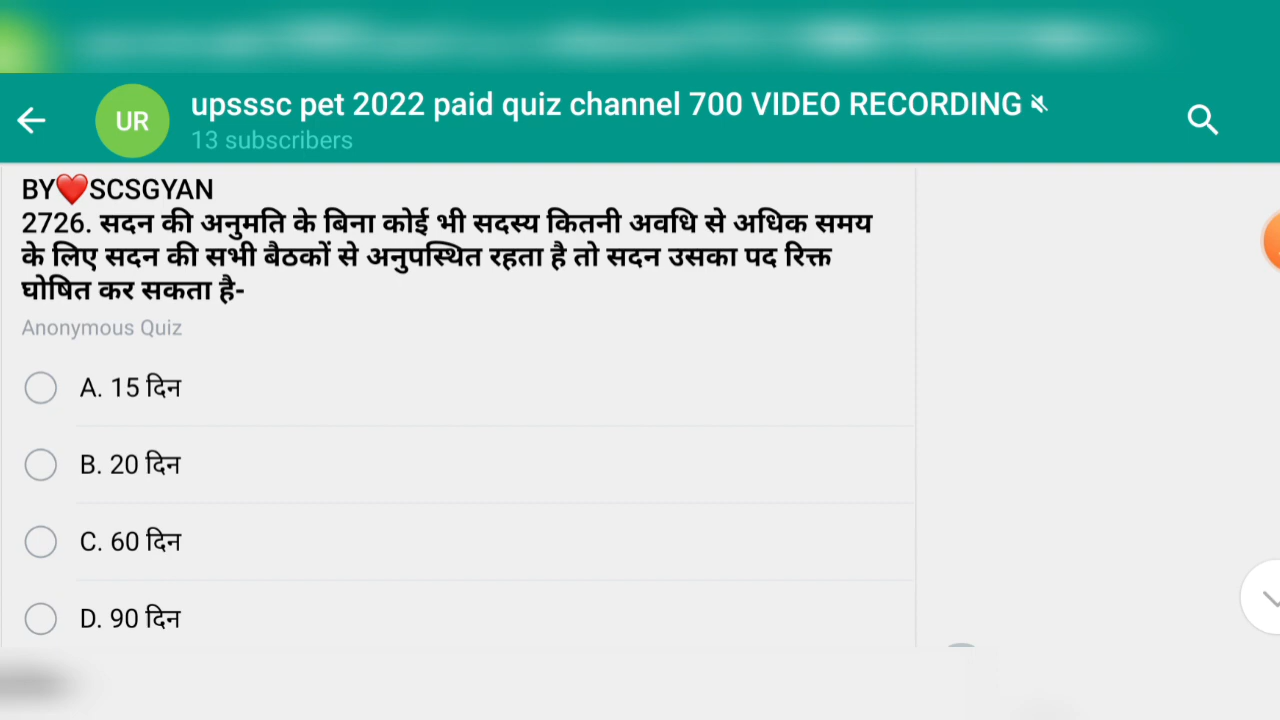 UR
upsssc pet 2022 paid quiz channel 700 VIDEO RECORDING
13 subscribers
BY❤️SCSGYAN
2726. सदन की अनुमति के बिना कोई भी सदस्य कितनी अवधि से अधिक समय
के लिए सदन की सभी बैठकों से अनुपस्थित रहता है तो सदन उसका पद रिक्त
घोषित कर सकता है-
Anonymous Quiz
A. 15 दिन
B. 20 दिन
C. 60 दिन
D. 90 दिन